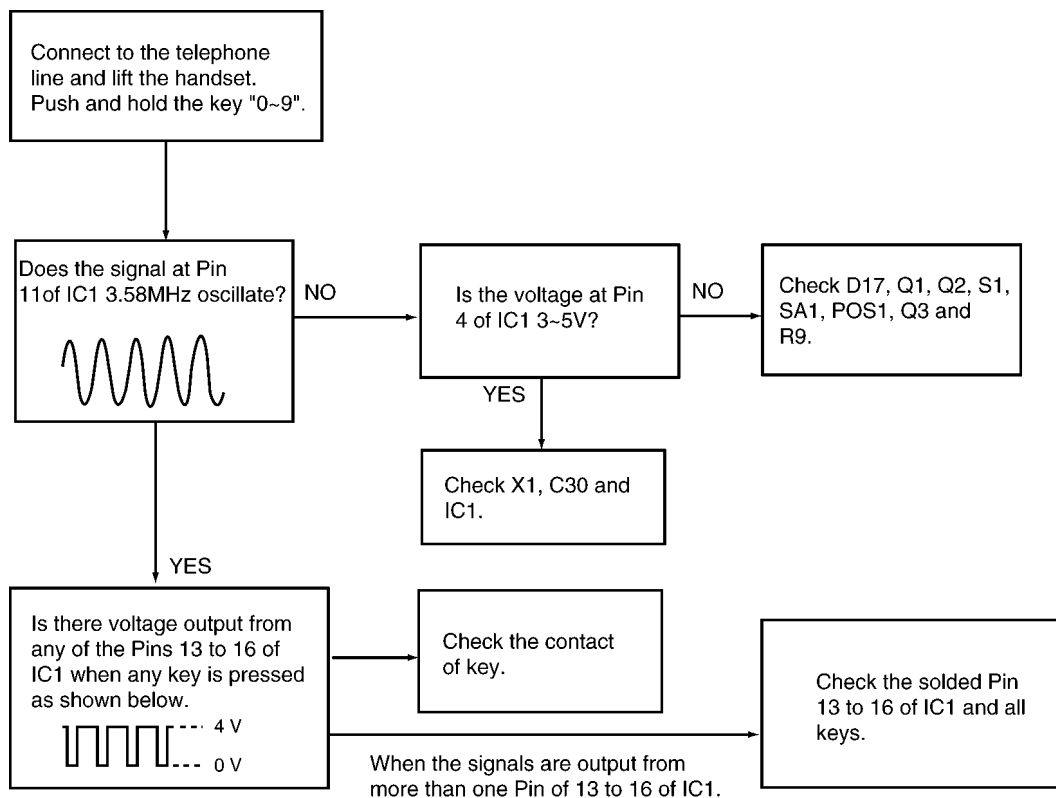 Connect to the telephone
line and lift the handset.
Push and hold the key "0~9".
Does the signal at Pin
11of IC1 3.58MHz oscillate?
NO
Is the voltage at Pin
4 of IC1 3~5V?
NO
Check D17, Q1, Q2, S1,
SA1, POS1, Q3 and
R9.
YES
Check X1, C30 and
IC1.
YES
Is there voltage output from
any of the Pins 13 to 16 of
IC1 when any key is pressed
as shown below.
4 V
0 V
Check the contact
of key.
When the signals are output from
more than one Pin of 13 to 16 of IC1.
Check the solded Pin
13 to 16 of IC1 and all
keys.